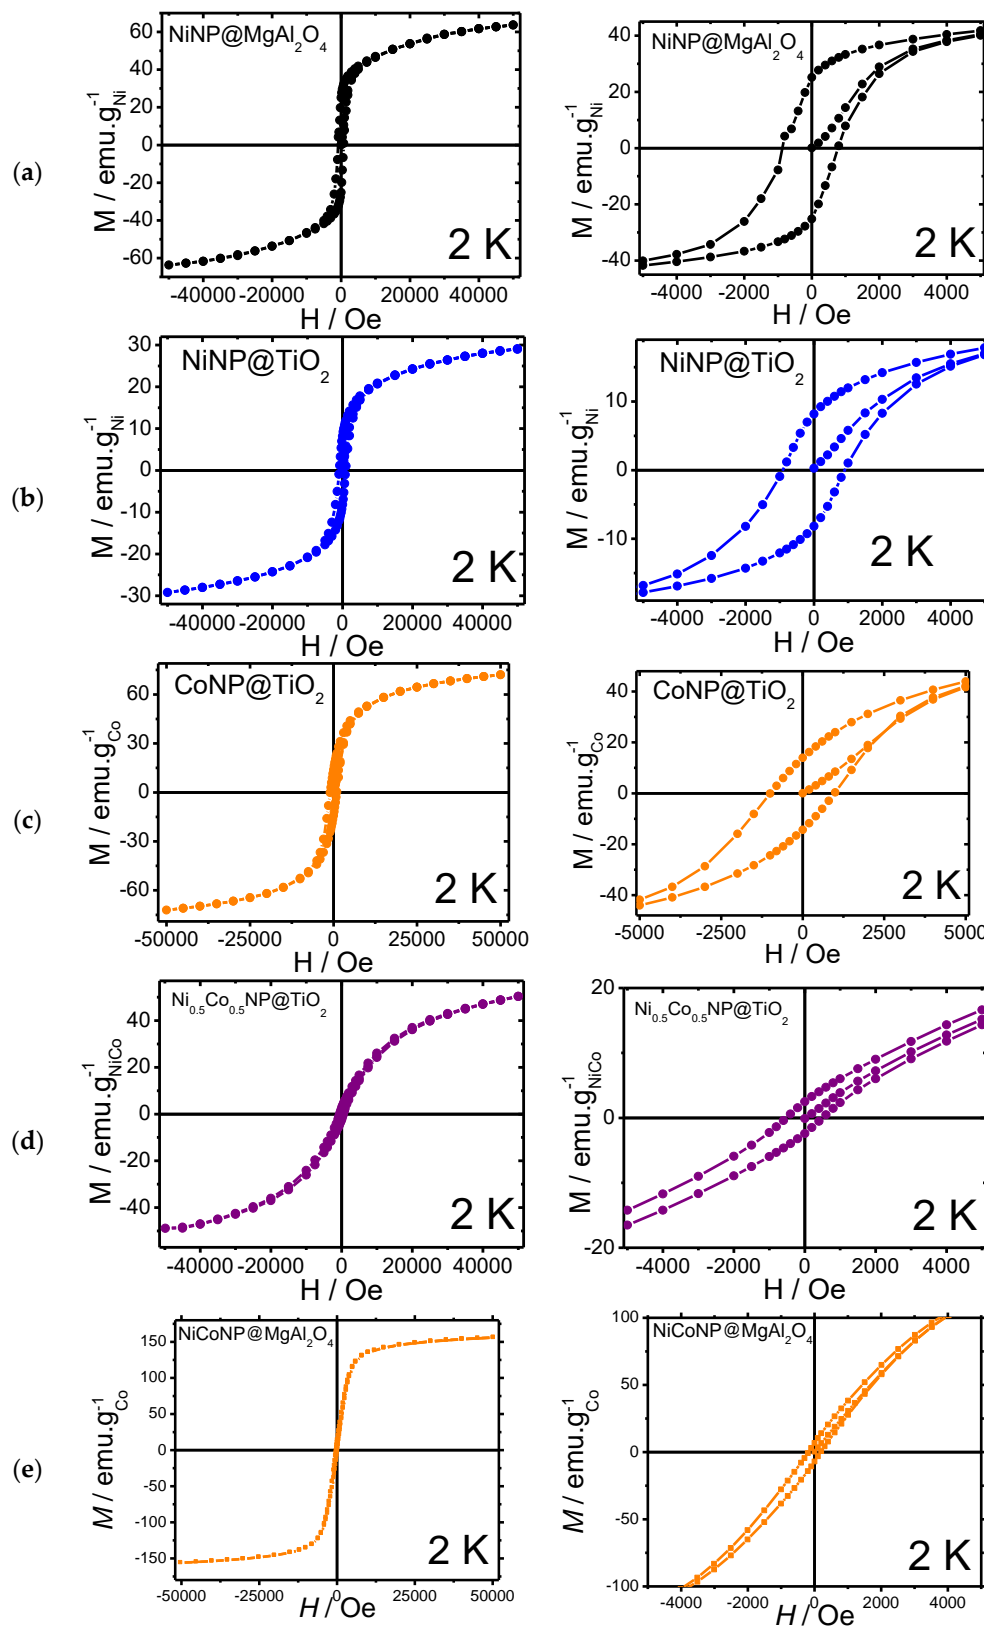 (a)
NiNP@MgAl₂O₄
M / emu.g⁻¹Ni
60
40
20
0
-20
-40
-60
2 K
-40000 -20000 0 20000 40000
H / Oe
NiNP@MgAl₂O₄
M / emu.g⁻¹Ni
40
20
0
-20
-40
2 K
-4000 -2000 0 2000 4000
H / Oe
(b)
NiNP@TiO₂
M / emu.g⁻¹Ni
30
20
10
0
-10
-20
-30
2 K
-40000 -20000 0 20000 40000
H / Oe
NiNP@TiO₂
M / emu.g⁻¹Ni
10
0
-10
2 K
-4000 -2000 0 2000 4000
H / Oe
(c)
CoNP@TiO₂
M / emu.g⁻¹Co
60
30
0
-30
-60
2 K
-50000 -25000 0 25000 50000
H / Oe
CoNP@TiO₂
M / emu.g⁻¹Co
40
20
0
-20
-40
2 K
-5000 -2500 0 2500 5000
H / Oe
(d)
Ni₀.₅Co₀.₅NP@TiO₂
M / emu.g⁻¹NiCo
40
20
0
-20
-40
2 K
-40000 -20000 0 20000 40000
H / Oe
Ni₀.₅Co₀.₅NP@TiO₂
M / emu.g⁻¹NiCo
20
0
-20
2 K
-4000 -2000 0 2000 4000
H / Oe
(e)
NiCoNP@MgAl₂O₄
M / emu.g⁻¹Co
150
100
50
0
-50
-100
-150
2 K
-50000 -25000 0 25000 50000
H / Oe
NiCoNP@MgAl₂O₄
M / emu.g⁻¹Co
100
50
0
-50
-100
2 K
-4000 -2000 0 2000 4000
H / Oe